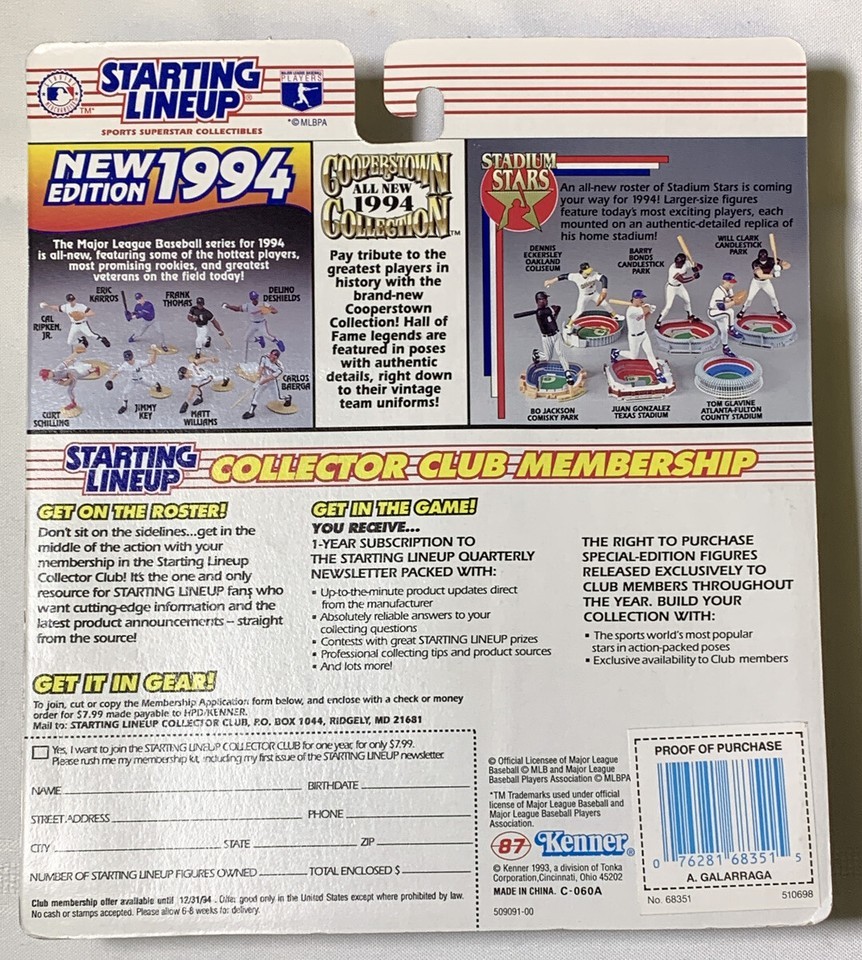 STARTING
LINEUP®
TM
MAJOR LEAGUE BASEBALL
PLAYERS
*© MLBPA
SPORTS SUPERSTAR COLLECTIBLES
NEW
EDITION 1994
The Major League Baseball series for 1994
is all-new, featuring some of the hottest players,
most promising rookies, and greatest
veterans on the field today!
CAL
RIPKEN,
JR.
ERIC
KARROS
FRANK
THOMAS
DELINO
DESHIELDS
CURT
SCHILLING
JIMMY
KEY
MATT
WILLIAMS
CARLOS
BAERGA
COOPERSTOWN
ALL NEW
1994
COLLECTION™
Pay tribute to the
greatest players in
history with the
brand-new
Cooperstown
Collection! Hall of
Fame legends are
featured in poses
with authentic
details, right down
to their vintage
team uniforms!
STADIUM
STARS
An all-new roster of Stadium Stars is coming
your way for 1994! Larger-size figures
feature today's most exciting players, each
mounted on an authentic-detailed replica of
his home stadium!
DENNIS
ECKERSLEY
OAKLAND
COLISEUM
BARRY
BONDS
CANDLESTICK
PARK
WILL CLARK
CANDLESTICK
PARK
BO JACKSON
COMISKY PARK
JUAN GONZALEZ
TEXAS STADIUM
TOM GLAVINE
ATLANTA-FULTON
COUNTY STADIUM
STARTING
LINEUP COLLECTOR CLUB MEMBERSHIP
GET ON THE ROSTER!
Don't sit on the sidelines...get in the
middle of the action with your
membership in the Starting Lineup
Collector Club! It's the one and only
resource for STARTING LINEUP fans who
want cutting-edge information and the
latest product announcements – straight
from the source!
GET IN THE GAME!
YOU RECEIVE...
1-YEAR SUBSCRIPTION TO
THE STARTING LINEUP QUARTERLY
NEWSLETTER PACKED WITH:
▪ Up-to-the-minute product updates direct
from the manufacturer
▪ Absolutely reliable answers to your
collecting questions
▪ Contests with great STARTING LINEUP prizes
▪ Professional collecting tips and product sources
▪ And lots more!
THE RIGHT TO PURCHASE
SPECIAL-EDITION FIGURES
RELEASED EXCLUSIVELY TO
CLUB MEMBERS THROUGHOUT
THE YEAR. BUILD YOUR
COLLECTION WITH:
▪ The sports world's most popular
stars in action-packed poses
▪ Exclusive availability to Club members
GET IT IN GEAR!
To join, cut or copy the Membership Application form below, and enclose with a check or money
order for $7.99 made payable to HPD/KENNER.
Mail to: STARTING LINEUP COLLECTOR CLUB, P.O. BOX 1044, RIDGELY, MD 21681
Yes, I want to join the STARTING LINEUP COLLECTOR CLUB for one year, for only $7.99.
Please rush me my membership kit, including my first issue of the STARTING LINEUP newsletter.
NAME BIRTHDATE
STREET ADDRESS PHONE
CITY STATE ZIP
NUMBER OF STARTING LINEUP FIGURES OWNED TOTAL ENCLOSED $
Club membership offer available until 12/31/94. Offer good only in the United States except where prohibited by law.
No cash or stamps accepted. Please allow 6-8 weeks for delivery.
© Official Licensee of Major League
Baseball © MLB and Major League
Baseball Players Association © MLBPA
*TM Trademarks used under official
license of Major League Baseball and
Major League Baseball Players
Association.
87 Kenner®
© Kenner 1993, a division of Tonka
Corporation, Cincinnati, Ohio 45202
MADE IN CHINA. C-060A
509091-00
PROOF OF PURCHASE
0 76281 68351 5
A. GALARRAGA
No. 68351
510698